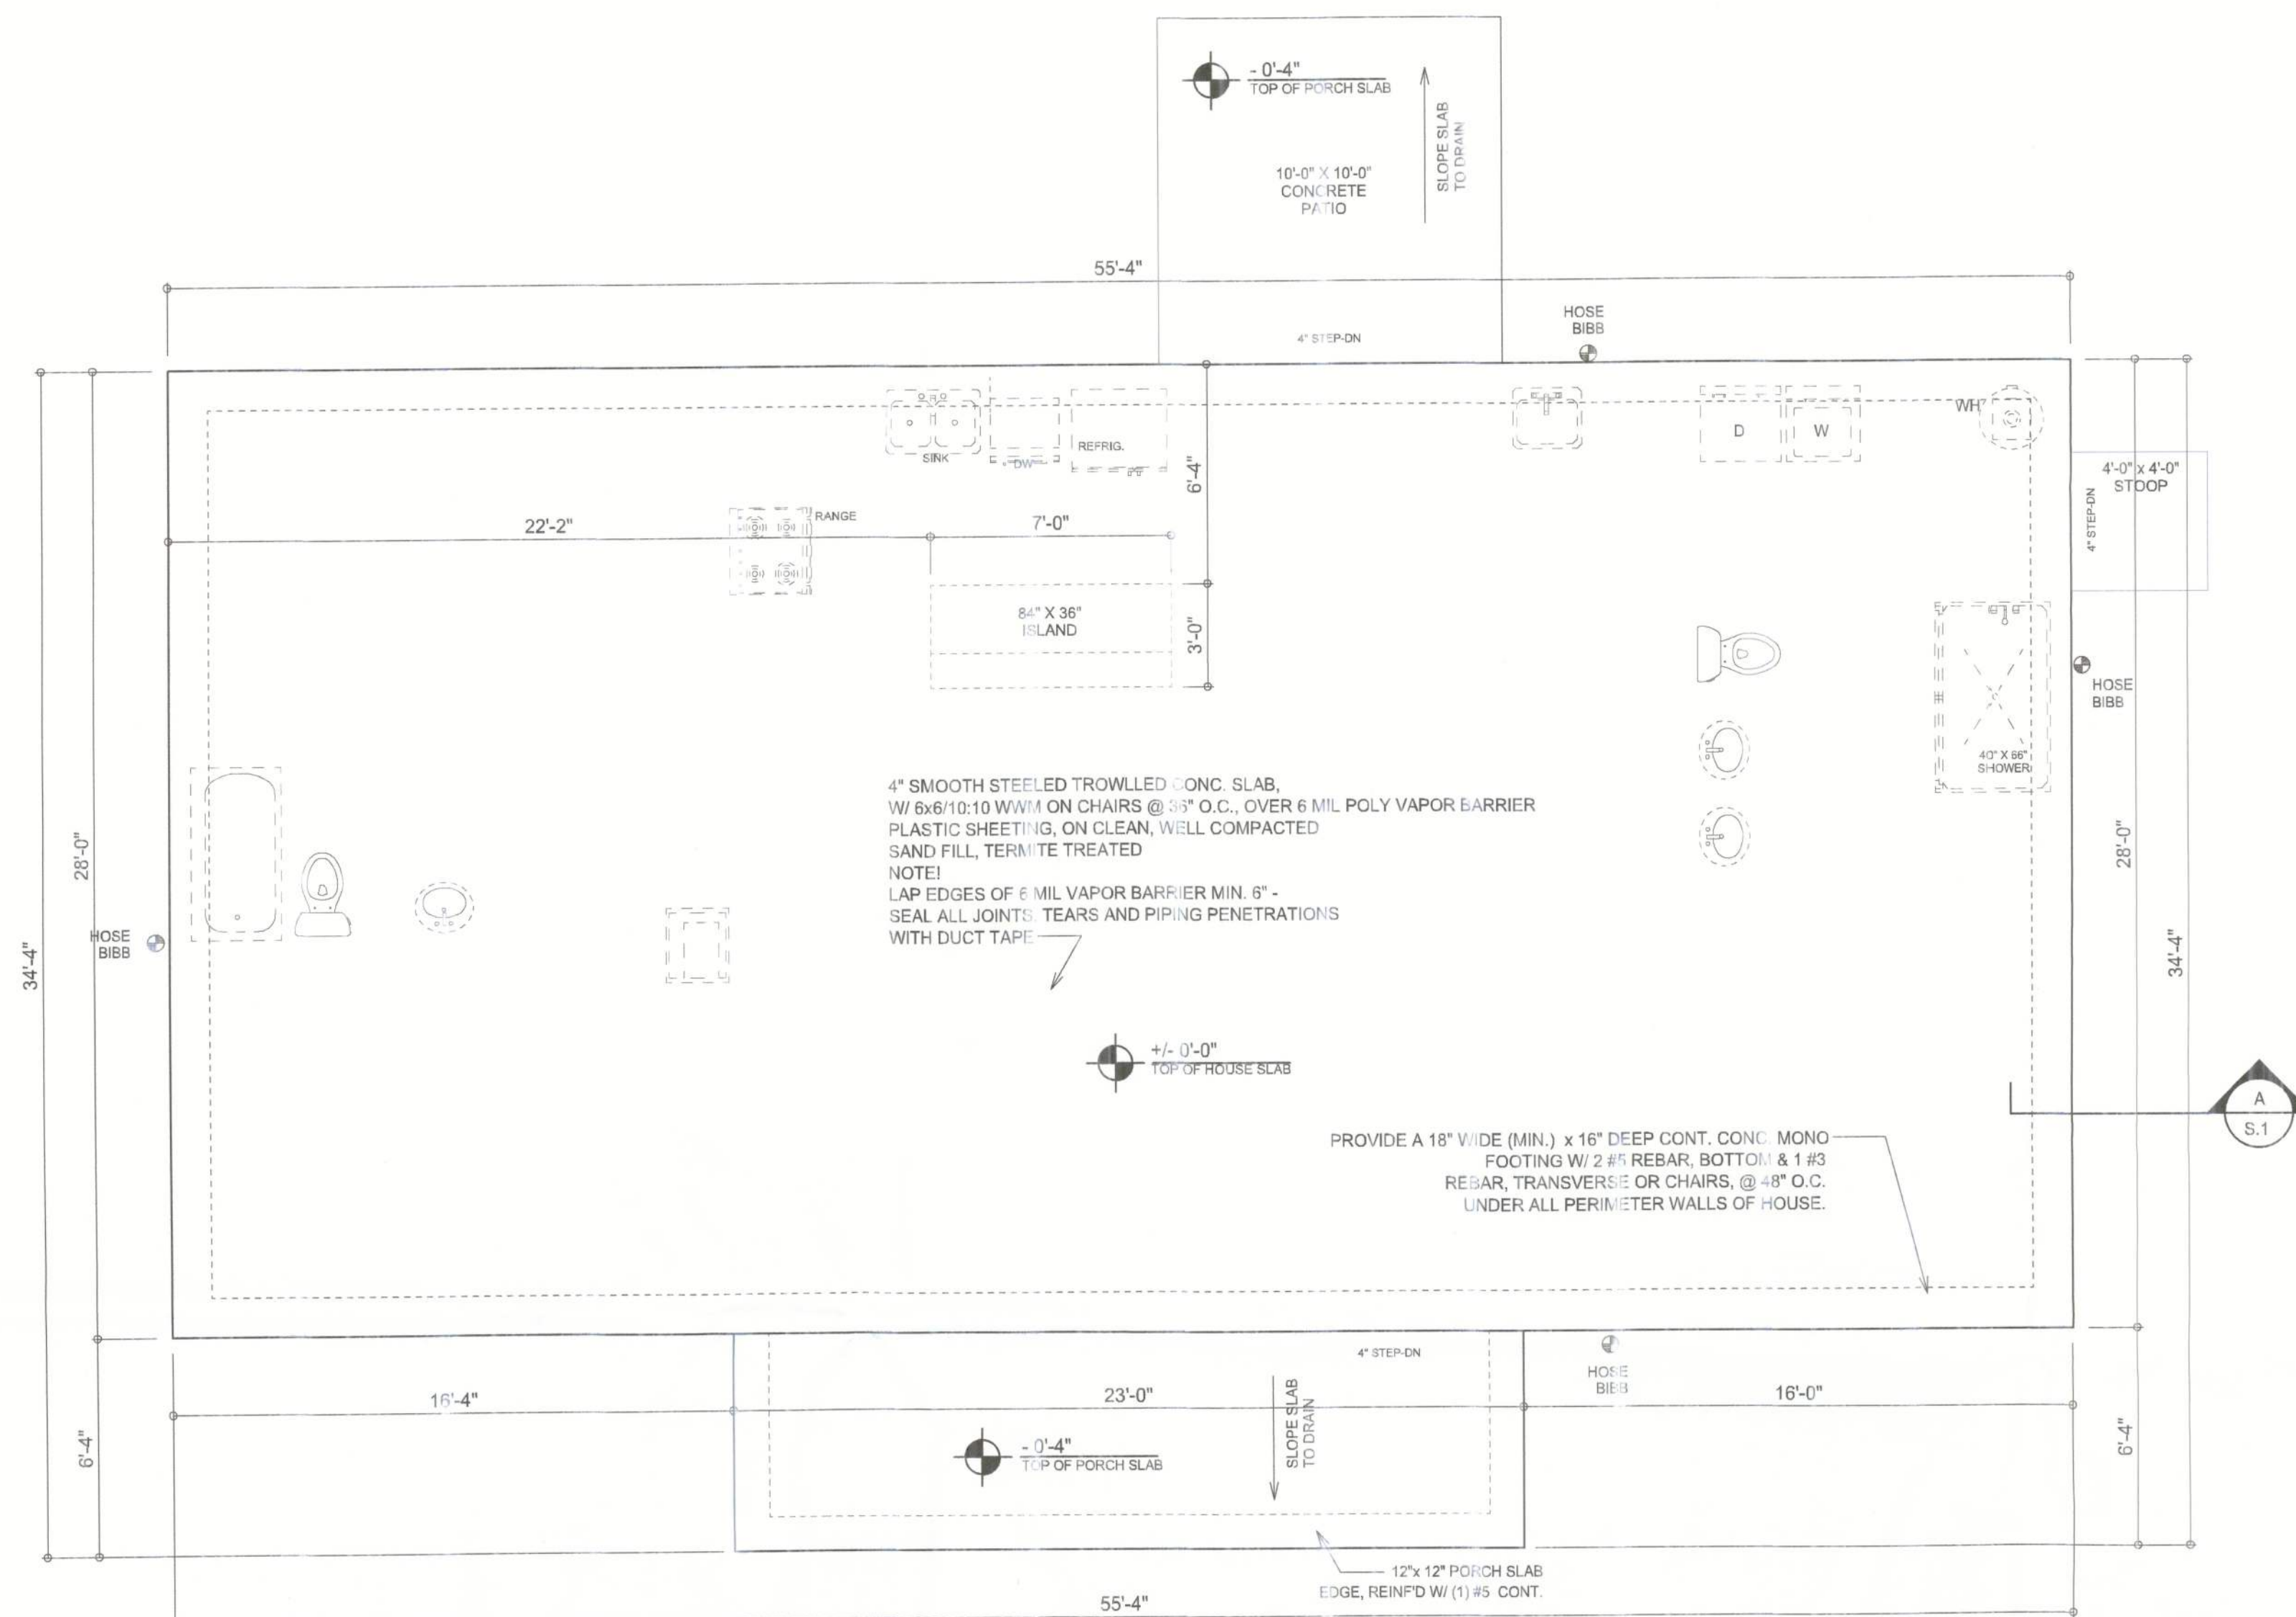 - 0'-4"
TOP OF PORCH SLAB
SLOPE SLAB
TO DRAIN
10'-0" X 10'-0"
CONCRETE
PATIO
55'-4"
HOSE
BIBB
4" STEP-DN
SINK
DW
REFRIG.
D
W
WH
4'-0" x 4'-0"
STOOP
4" STEP-DN
6'-4"
22'-2"
RANGE
7'-0"
84" X 36"
ISLAND
3'-0"
HOSE
BIBB
40" X 66"
SHOWER
4" SMOOTH STEELED TROWLLED CONC. SLAB,
W/ 6x6/10:10 WWM ON CHAIRS @ 36" O.C., OVER 6 MIL POLY VAPOR BARRIER
PLASTIC SHEETING, ON CLEAN, WELL COMPACTED
SAND FILL, TERMITE TREATED
NOTE!
LAP EDGES OF 6 MIL VAPOR BARRIER MIN. 6" -
SEAL ALL JOINTS, TEARS AND PIPING PENETRATIONS
WITH DUCT TAPE
28'-0"
34'-4"
HOSE
BIBB
28'-0"
34'-4"
+/- 0'-0"
TOP OF HOUSE SLAB
A
S.1
PROVIDE A 18" WIDE (MIN.) x 16" DEEP CONT. CONC. MONO
FOOTING W/ 2 #5 REBAR, BOTTOM & 1 #3
REBAR, TRANSVERSE OR CHAIRS, @ 48" O.C.
UNDER ALL PERIMETER WALLS OF HOUSE.
4" STEP-DN
HOSE
BIBB
16'-4"
23'-0"
16'-0"
6'-4"
6'-4"
SLOPE SLAB
TO DRAIN
- 0'-4"
TOP OF PORCH SLAB
12"x 12" PORCH SLAB
EDGE, REINF'D W/ (1) #5 CONT.
55'-4"